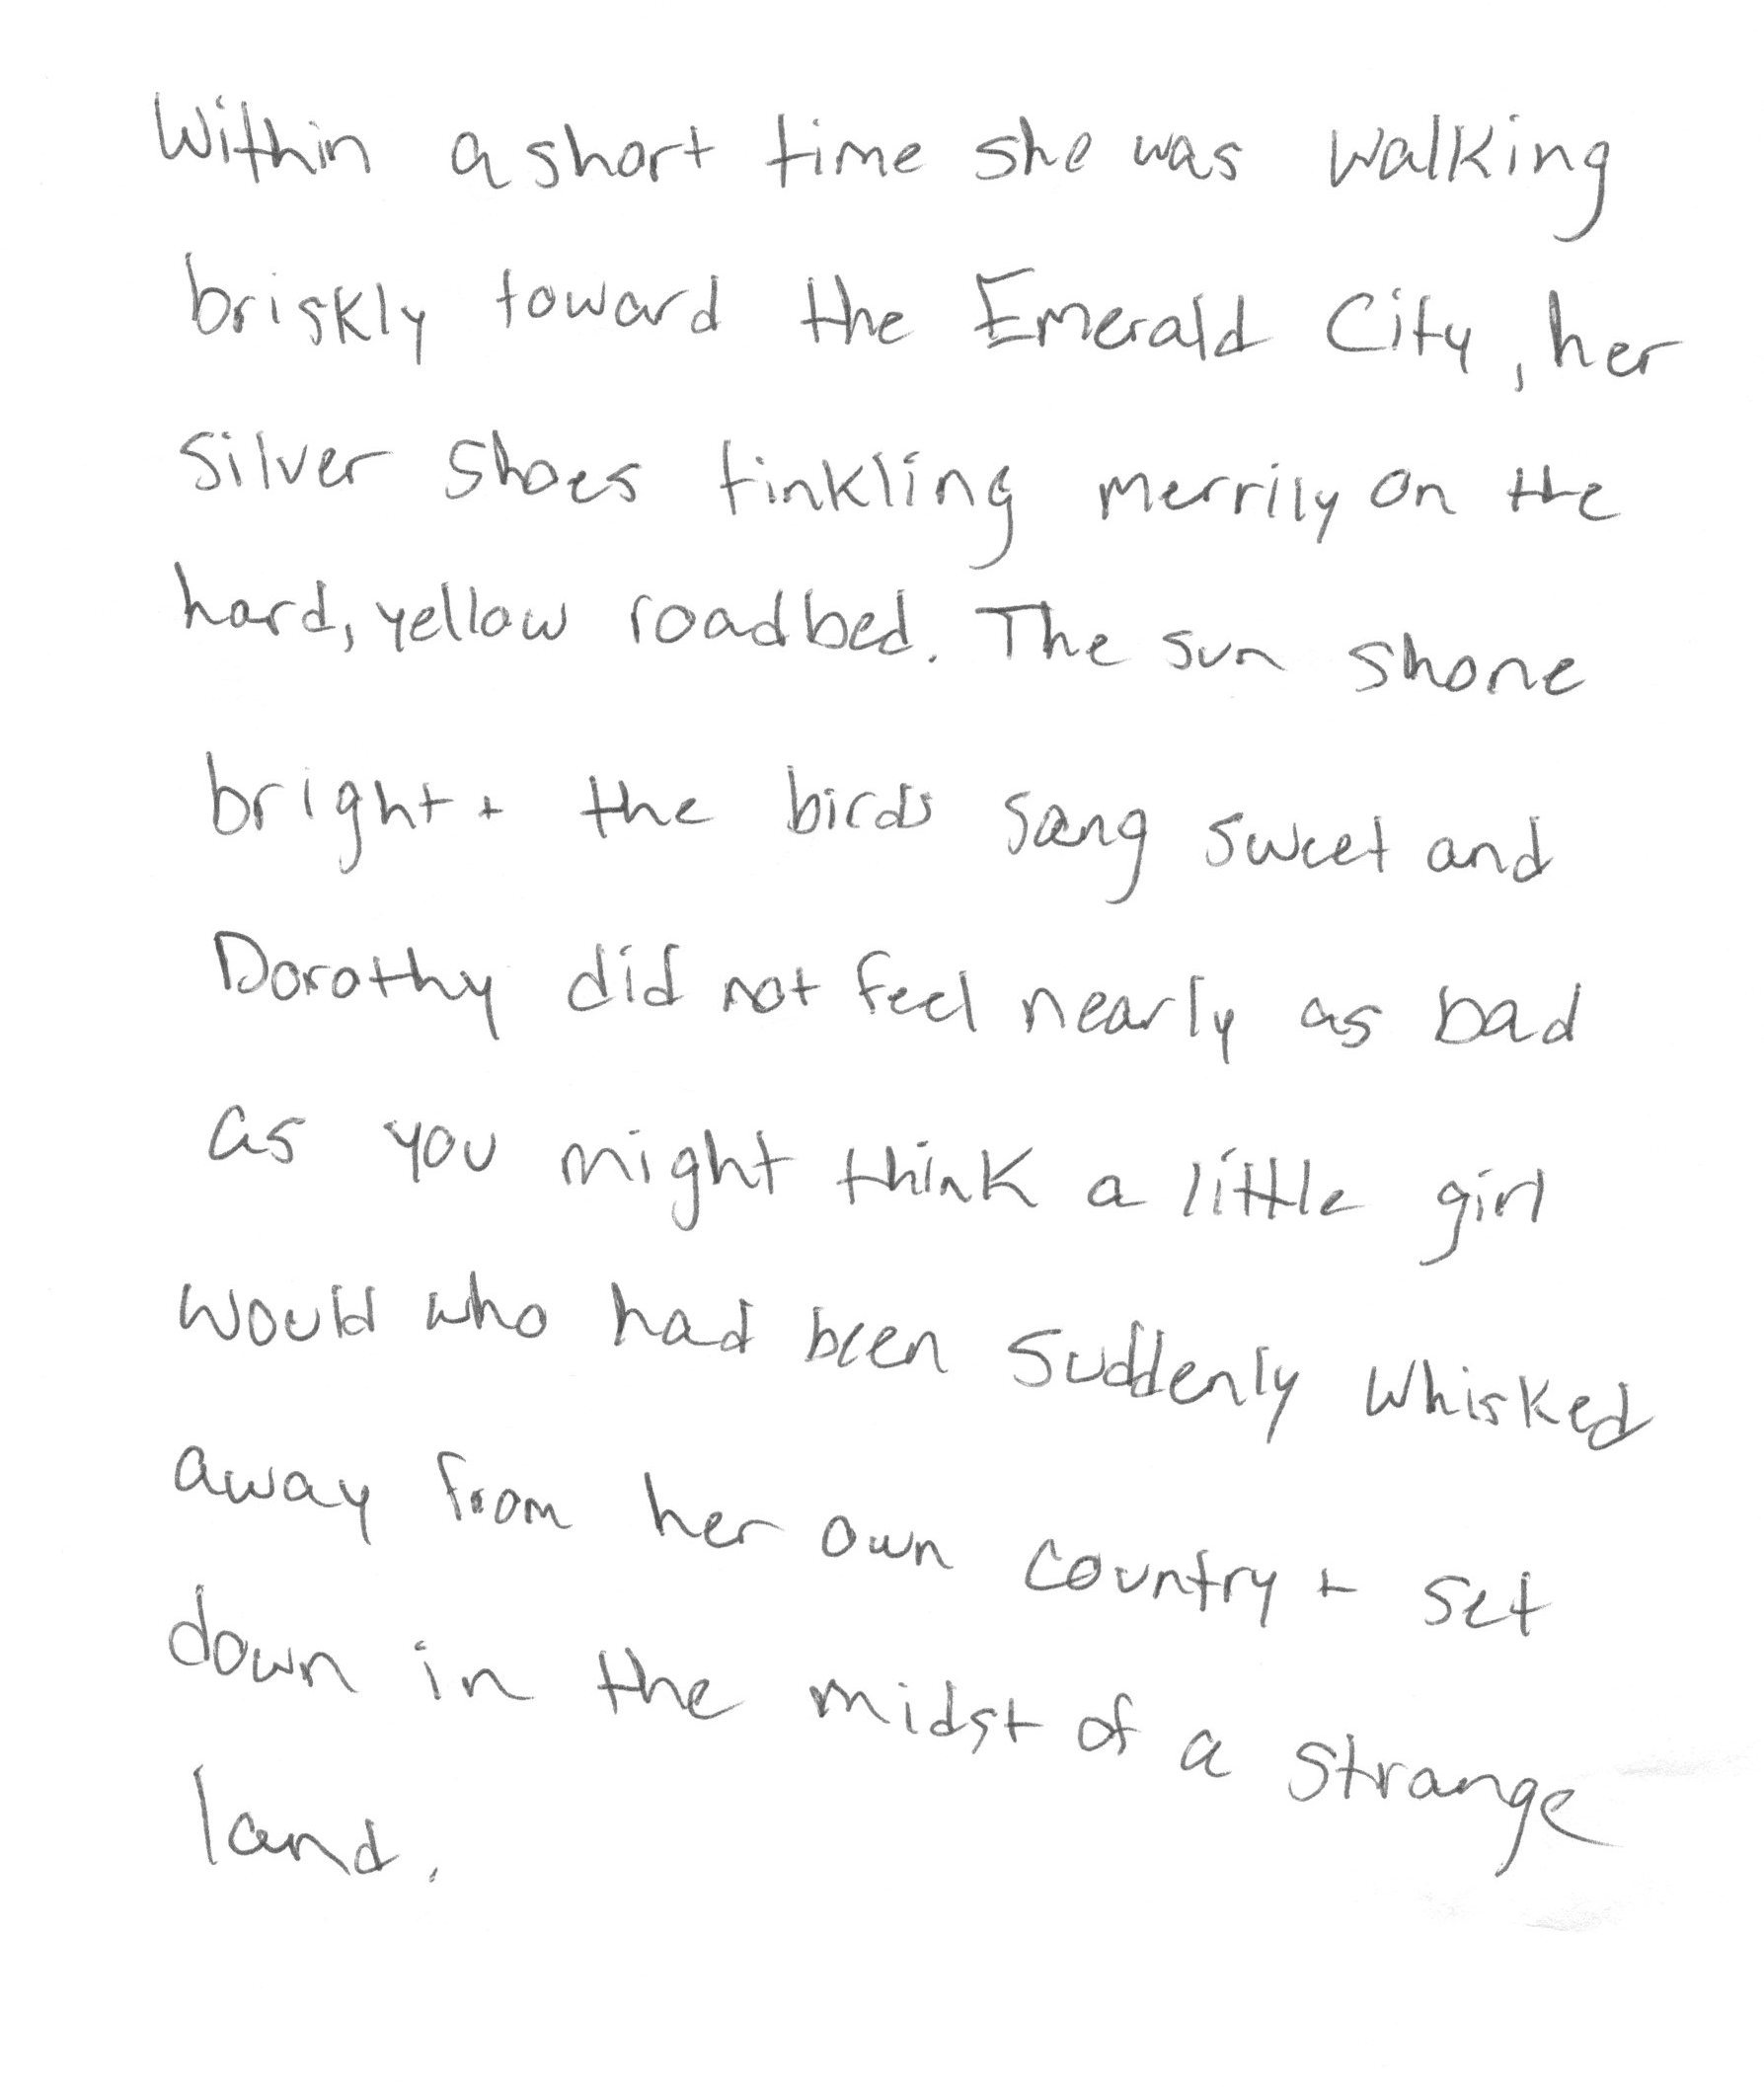 Within a short time she was walking
briskly toward the Emerald City, her
silver shoes tinkling merrily on the
hard, yellow roadbed. The sun shone
bright + the birds sang sweet and
Dorothy did not feel nearly as bad
as you might think a little girl
would who had been suddenly whisked
away from her own country + set
down in the midst of a strange
land.